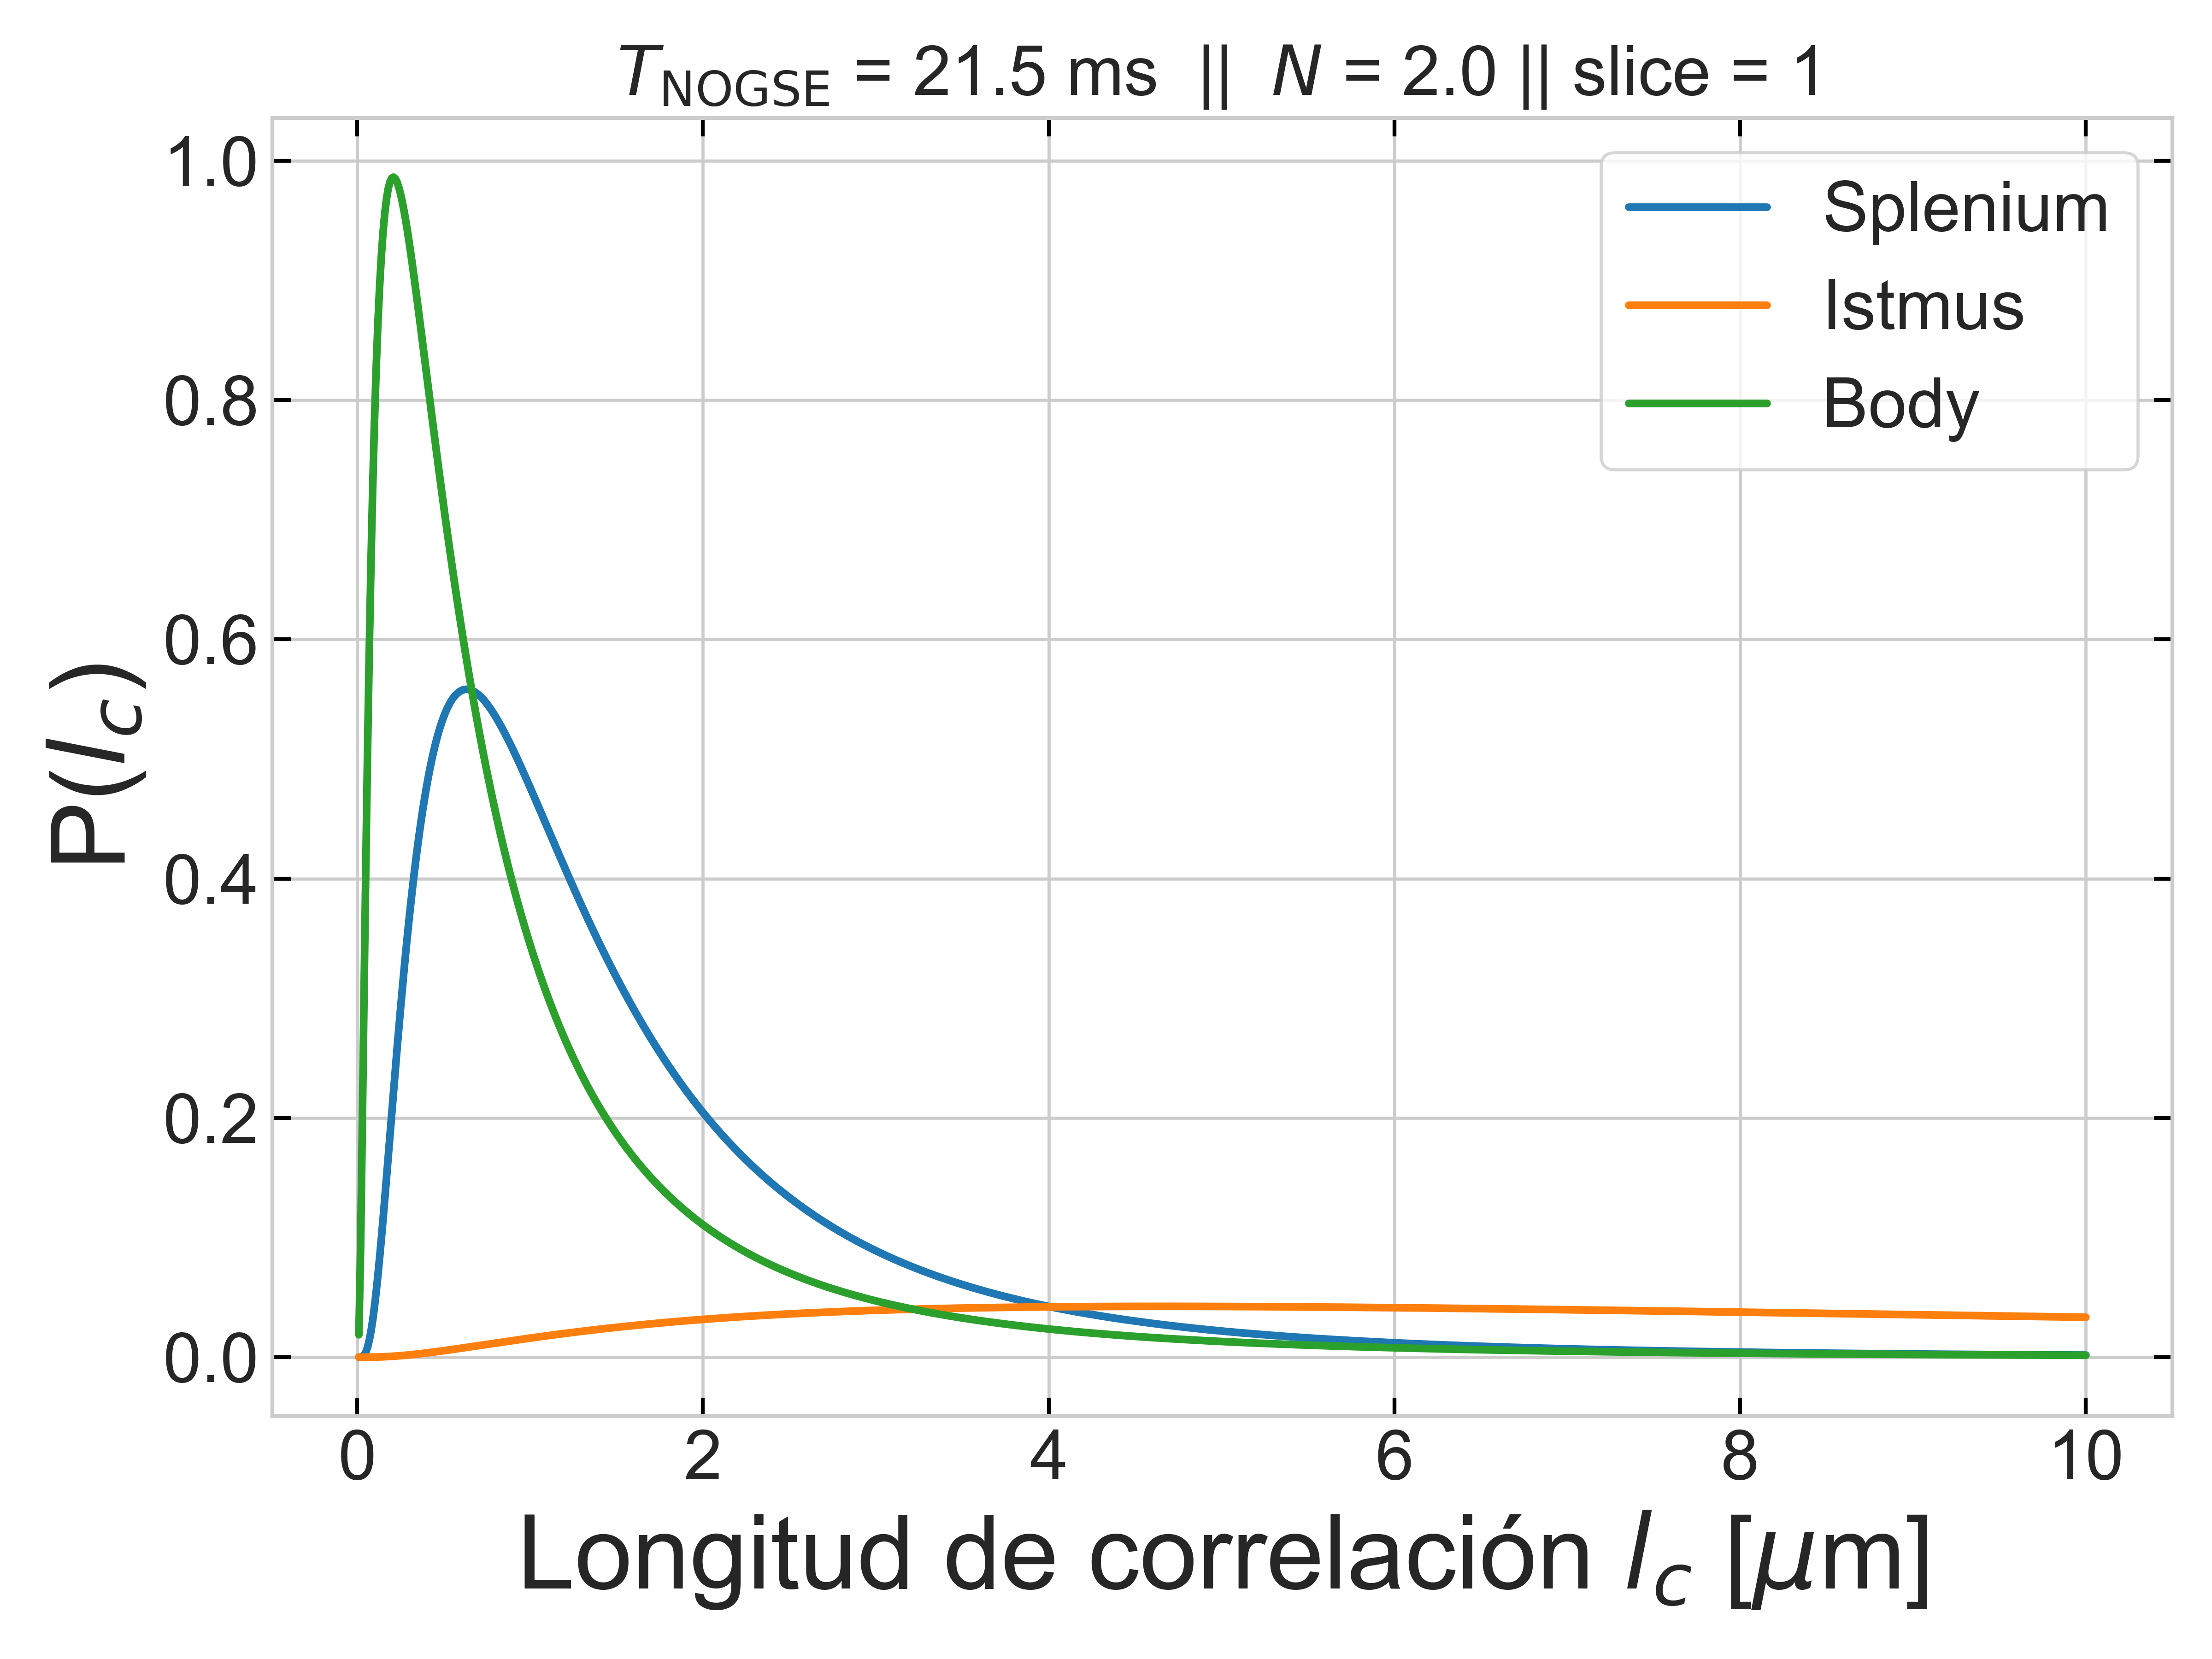 T_NOGSE = 21.5 ms || N = 2.0 || slice = 1
P(l_c)
1.0
0.8
0.6
0.4
0.2
0.0
Splenium
Istmus
Body
0 2 4 6 8 10
Longitud de correlación l_c [μm]